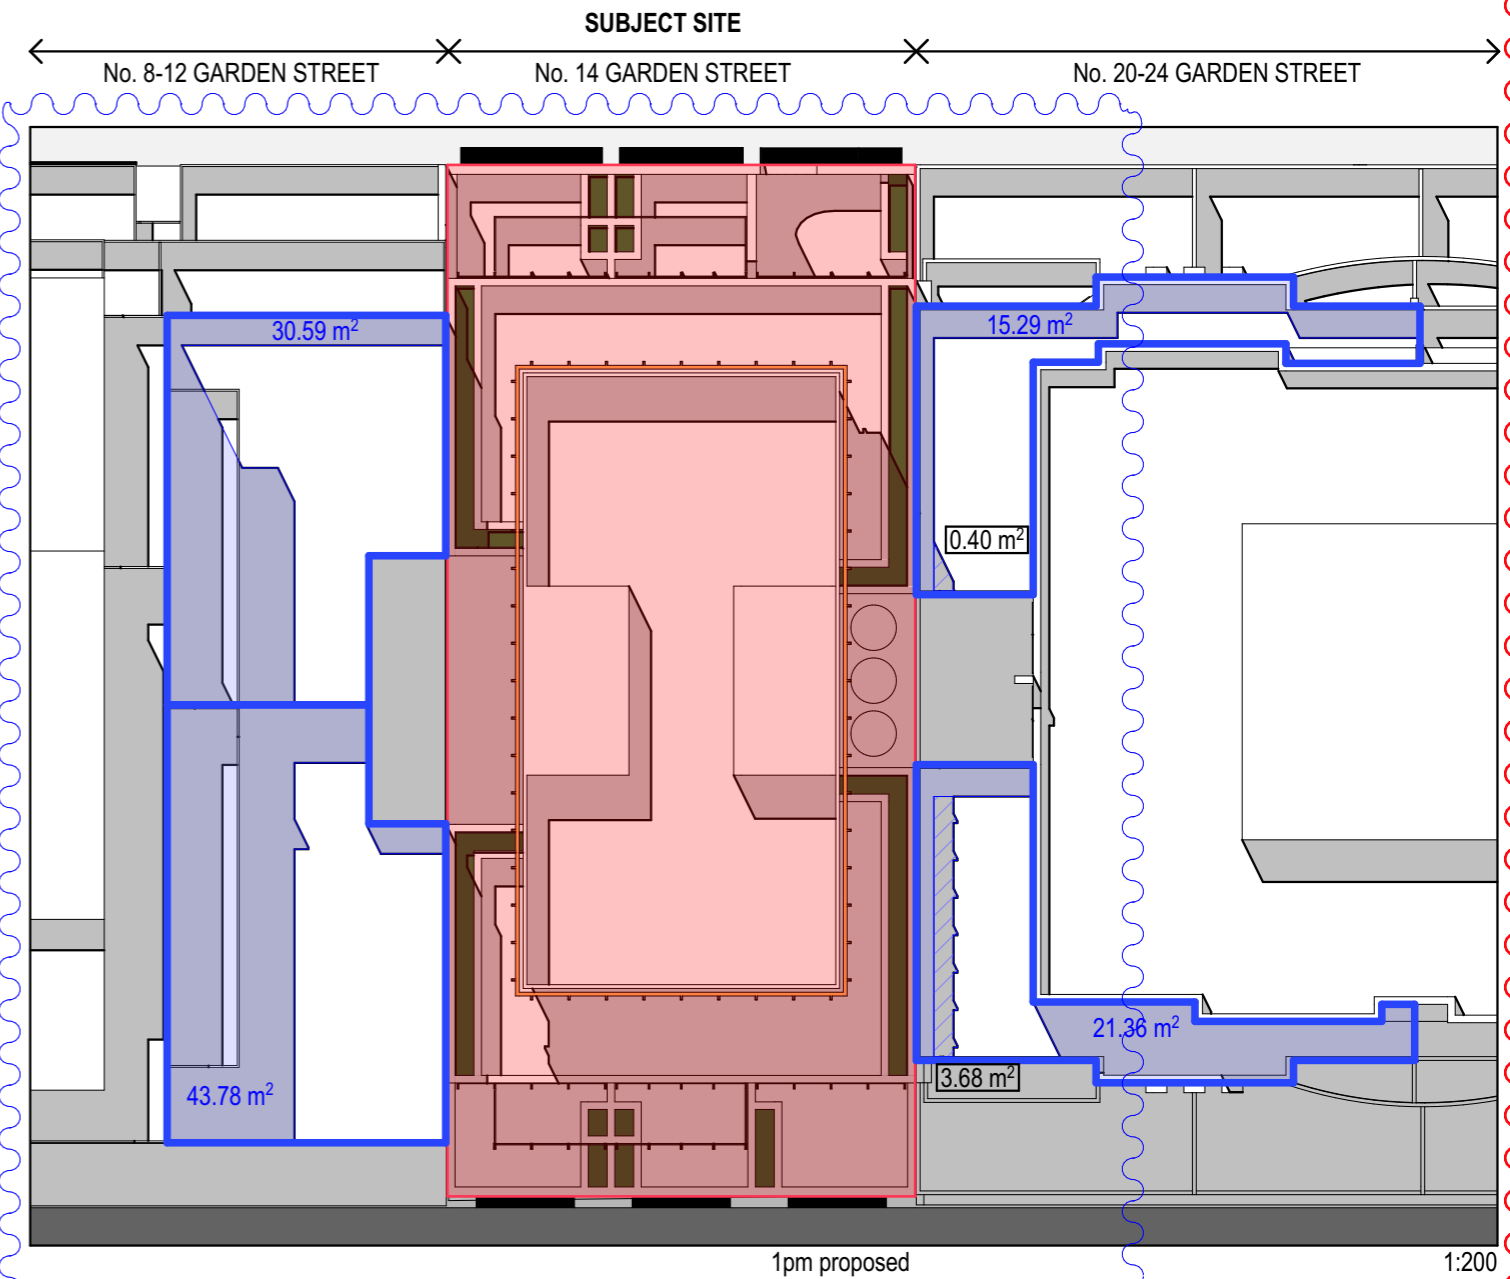 SUBJECT SITE
No. 8-12 GARDEN STREET
No. 14 GARDEN STREET
No. 20-24 GARDEN STREET
30.59 m²
15.29 m²
0.40 m²
21.36 m²
3.68 m²
43.78 m²
1pm proposed
1:200